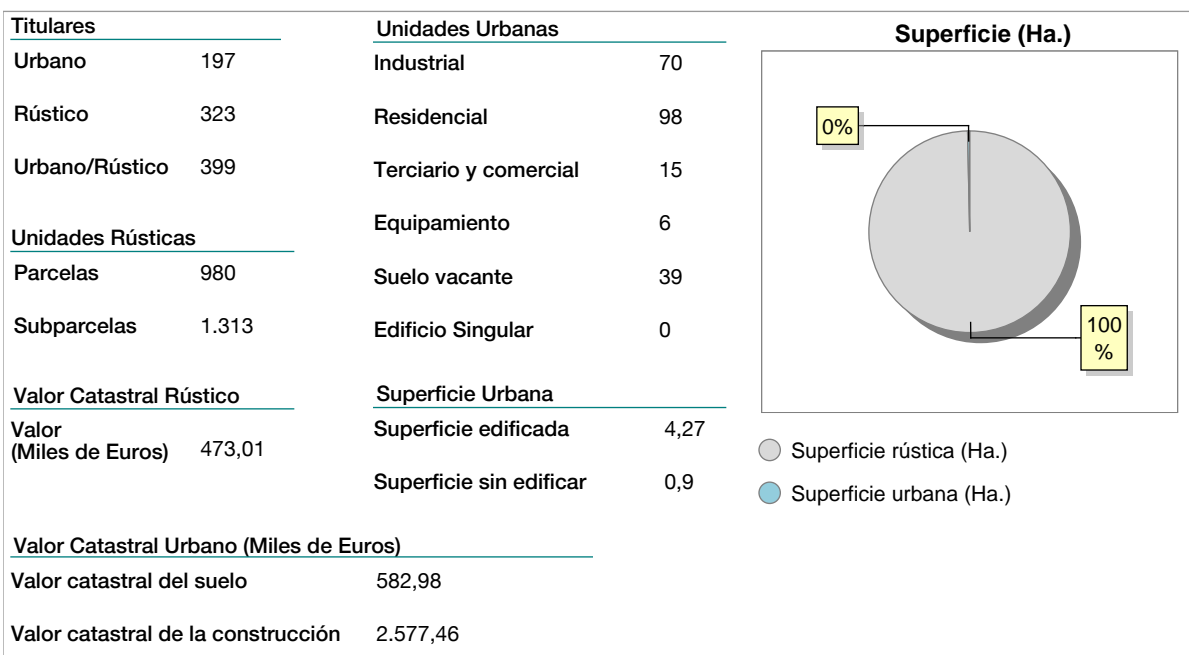 Titulares
Urbano 197
Rústico 323
Urbano/Rústico 399
Unidades Rústicas
Parcelas 980
Subparcelas 1.313
Valor Catastral Rústico
Valor
(Miles de Euros) 473,01
Unidades Urbanas
Industrial 70
Residencial 98
Terciario y comercial 15
Equipamiento 6
Suelo vacante 39
Edificio Singular 0
Superficie Urbana
Superficie edificada 4,27
Superficie sin edificar 0,9
Valor Catastral Urbano (Miles de Euros)
Valor catastral del suelo 582,98
Valor catastral de la construcción 2.577,46
Superficie (Ha.)
0%
100
%
Superficie rústica (Ha.)
Superficie urbana (Ha.)